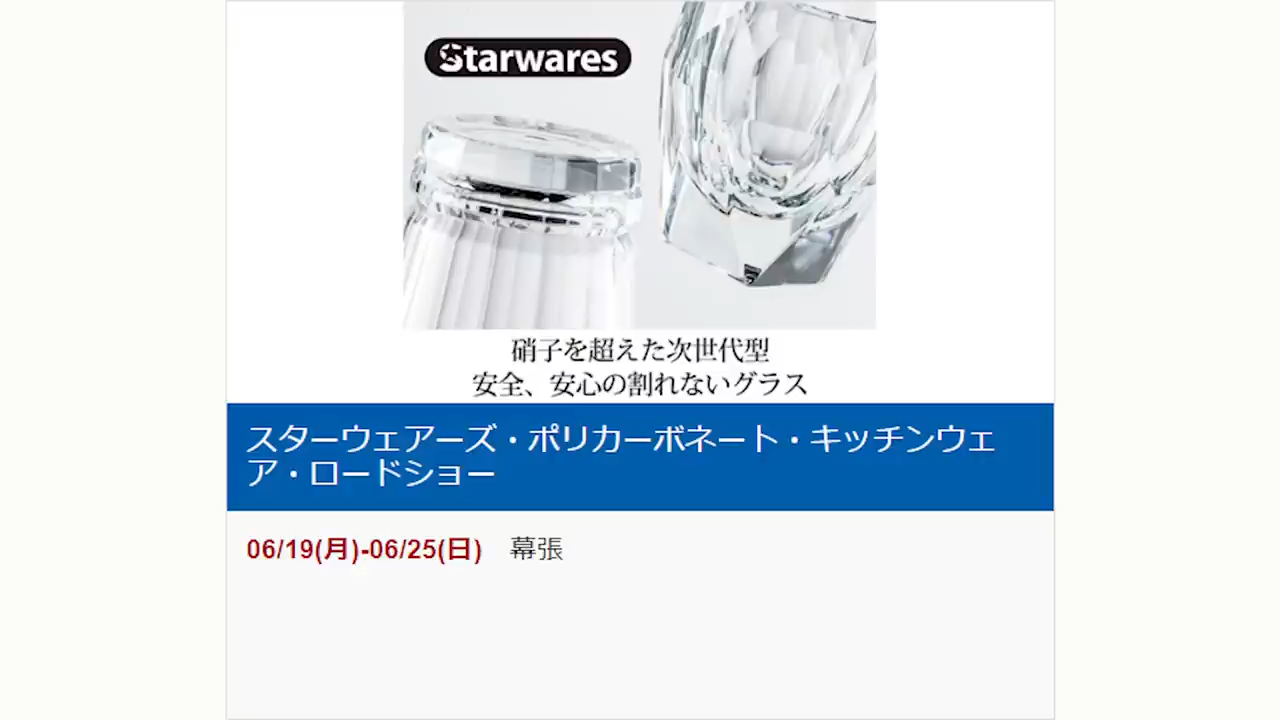 Starwares
硝子を超えた次世代型
安全、安心の割れないグラス
スターウェアーズ・ポリカーボネート・キッチンウェ
ア・ロードショー
06/19(月)-06/25(日) 幕張